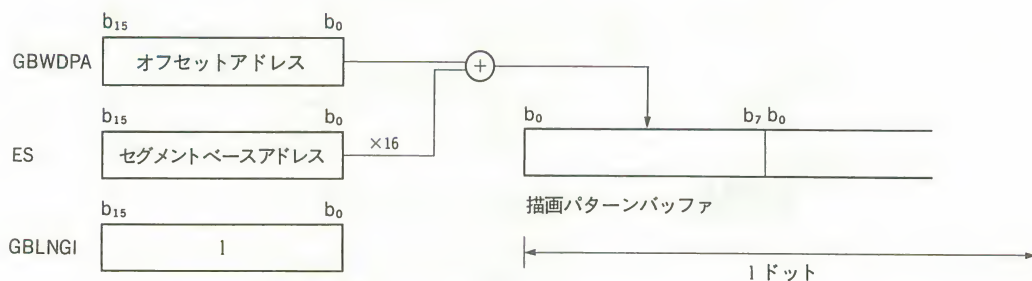 b15 b0
GBWDPA オフセットアドレス +
b15 b0
ES セグメントベースアドレス ×16
b0 b7 b0
描画パターンバッファ
b15 b0
GBLNGI l
lドット